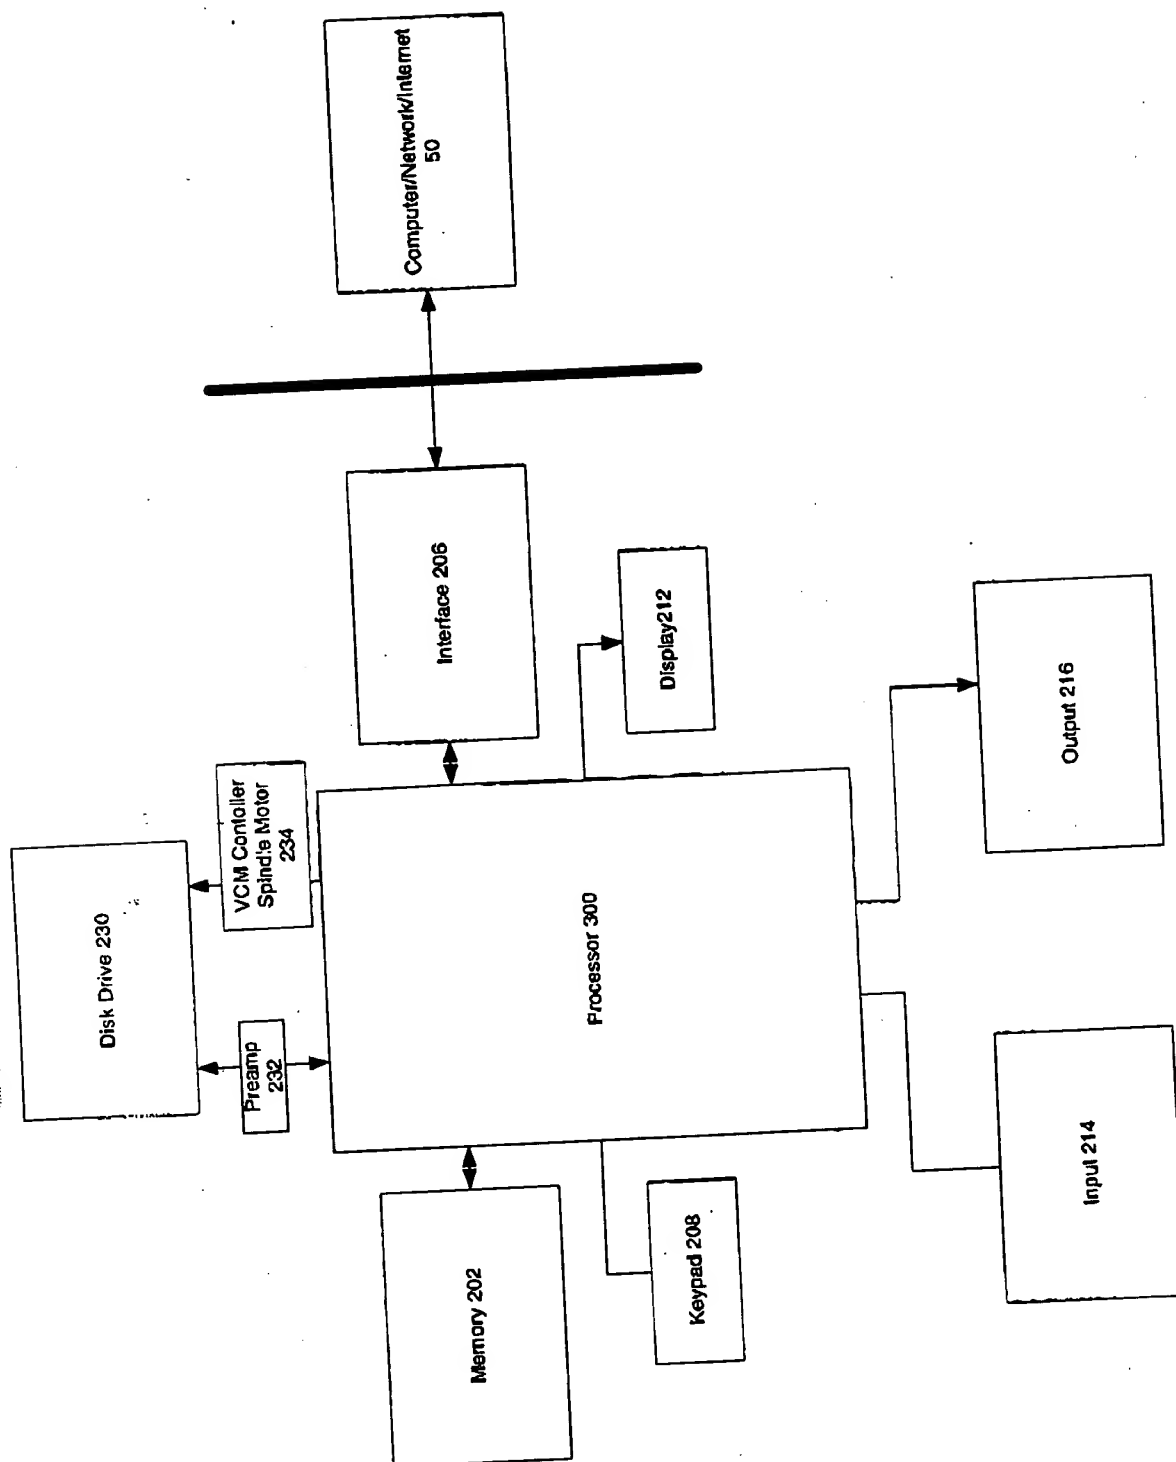 Disk Drive 230
Preamp
232
VCM Contoller
Spindle Motor
234
Memory 202
Processor 300
Interface 206
Computer/Network/Internet
50
Keypad 208
Display212
Input 214
Output 216